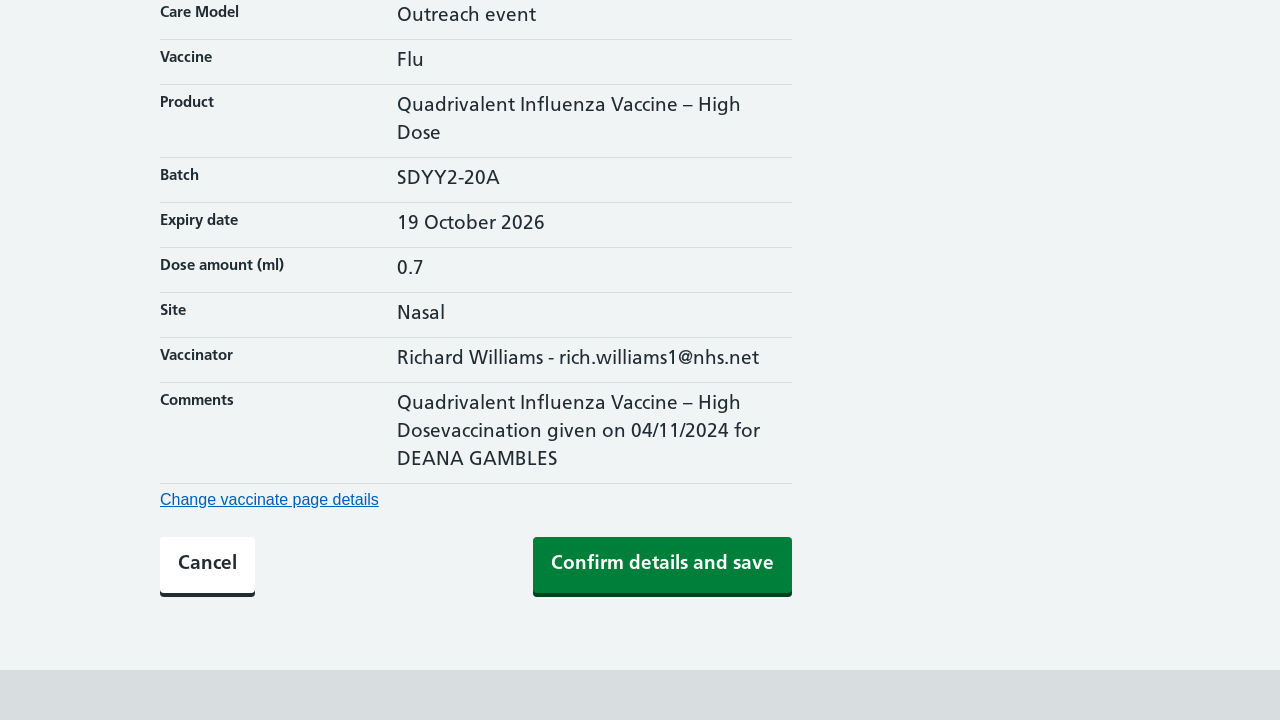 Care Model Outreach event
Vaccine Flu
Product Quadrivalent Influenza Vaccine – High
Dose
Batch SDYY2-20A
Expiry date 19 October 2026
Dose amount (ml) 0.7
Site Nasal
Vaccinator Richard Williams - rich.williams1@nhs.net
Comments Quadrivalent Influenza Vaccine – High
Dosevaccination given on 04/11/2024 for
DEANA GAMBLES
Change vaccinate page details
Cancel Confirm details and save